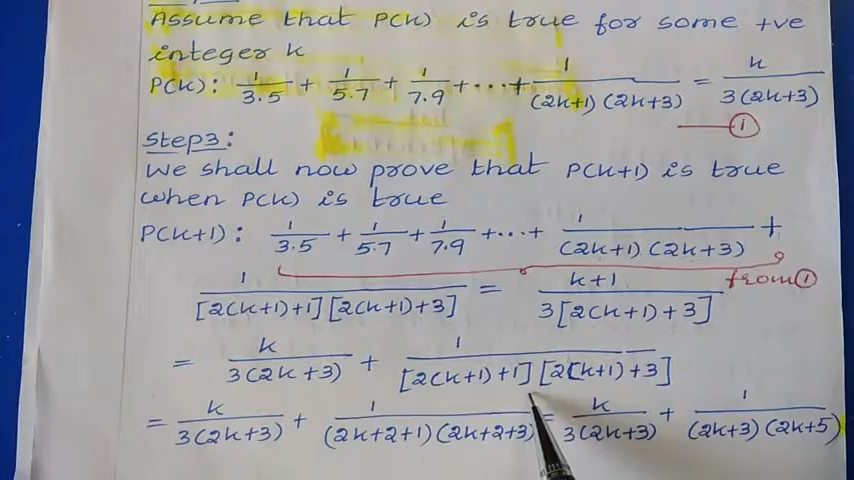 Assume that P(k) is true for some +ve
integer k
P(k): 1/3.5 + 1/5.7 + 1/7.9 + ... + 1/(2k+1)(2k+3) = k/3(2k+3)
①
Step3:
We shall now prove that P(k+1) is true
when P(k) is true
P(k+1): 1/3.5 + 1/5.7 + 1/7.9 + ... + 1/(2k+1)(2k+3) +
1/[2(k+1)+1][2(k+1)+3] = k+1/3[2(k+1)+3] from ①
= k/3(2k+3) + 1/[2(k+1)+1][2(k+1)+3]
= k/3(2k+3) + 1/(2k+2+1)(2k+2+3) = k/3(2k+3) + 1/(2k+3)(2k+5)